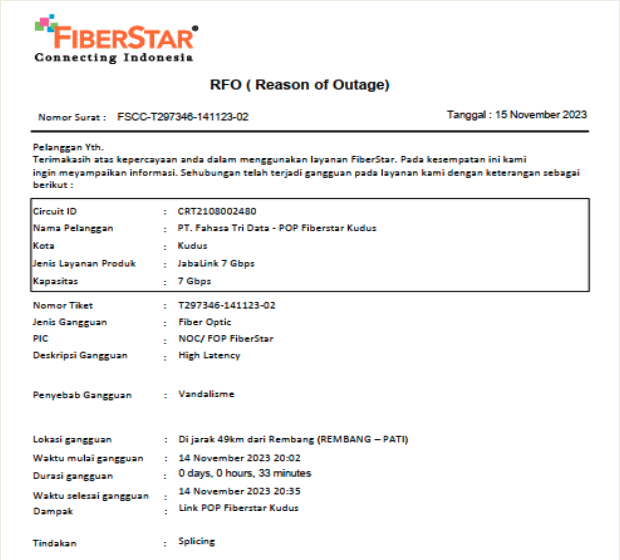 FIBERSTAR
Connecting Indonesia
RFO ( Reason of Outage)
Nomor Surat : FSCC-T297346-141123-02 Tanggal : 15 November 2023
Pelanggan Yth.
Terimakasih atas kepercayaan anda dalam menggunakan layanan FiberStar. Pada kesempatan ini kami
ingin meyampaikan informasi. Sehubungan telah terjadi gangguan pada layanan kami dengan keterangan sebagai
berikut :
Circuit ID : CRT2108002480
Nama Pelanggan : PT. Fahasa Tri Data - POP Fiberstar Kudus
Kota : Kudus
Jenis Layanan Produk : JabaLink 7 Gbps
Kapasitas : 7 Gbps
Nomor Tiket : T297346-141123-02
Jenis Gangguan : Fiber Optic
PIC : NOC/ FOP FiberStar
Deskripsi Gangguan : High Latency
Penyebab Gangguan : Vandalisme
Lokasi gangguan : Di jarak 49km dari Rembang (REMBANG – PATI)
Waktu mulai gangguan : 14 November 2023 20:02
Durasi gangguan : 0 days, 0 hours, 33 minutes
Waktu selesai gangguan : 14 November 2023 20:35
Dampak : Link POP Fiberstar Kudus
Tindakan : Splicing